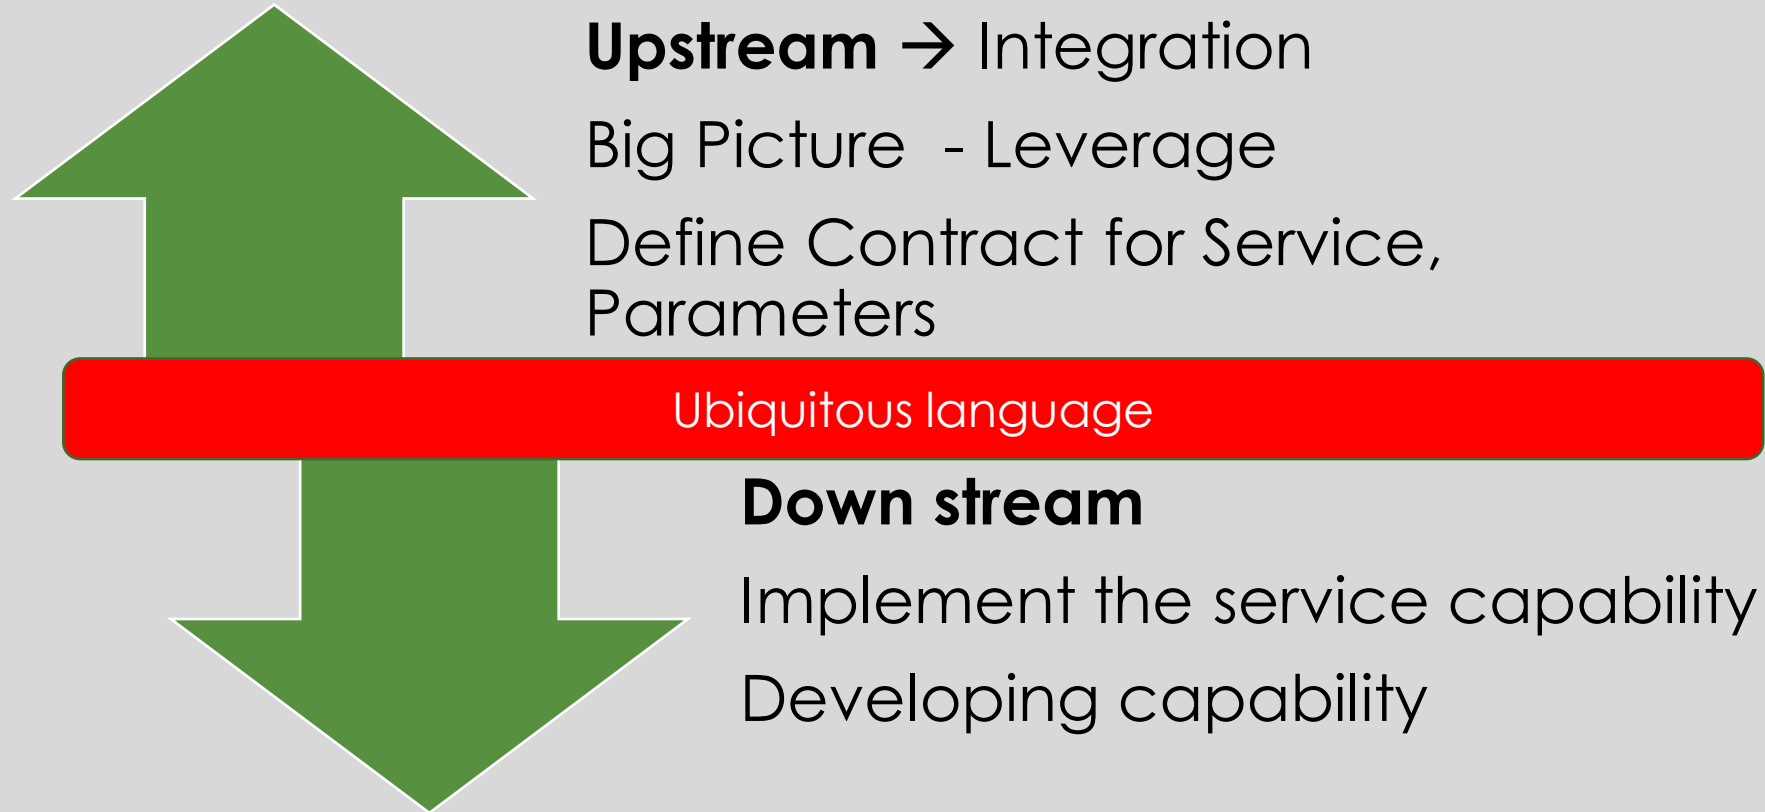 Upstream → Integration
Big Picture - Leverage
Define Contract for Service,
Parameters
Ubiquitous language
Down stream
Implement the service capability
Developing capability